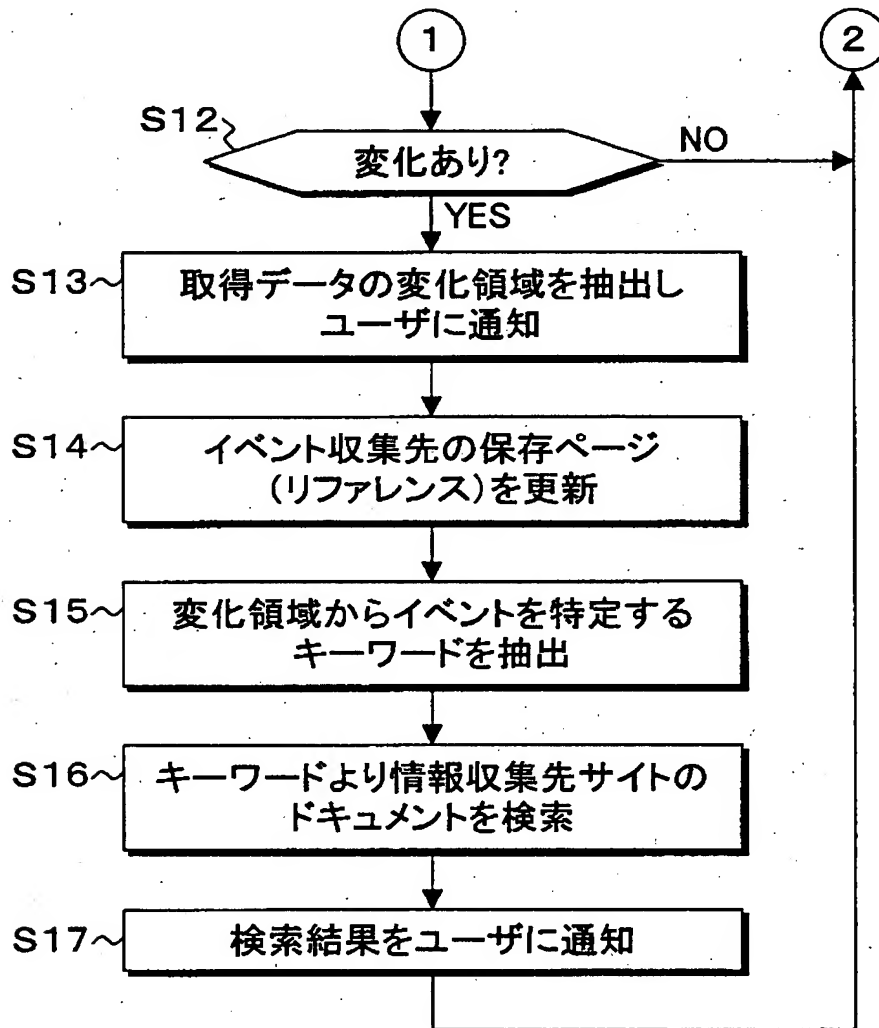 1
2
S12
変化あり?
NO
YES
S13
取得データの変化領域を抽出し
ユーザに通知
S14
イベント収集先の保存ページ
(リファレンス)を更新
S15
変化領域からイベントを特定する
キーワードを抽出
S16
キーワードより情報収集先サイトの
ドキュメントを検索
S17
検索結果をユーザに通知